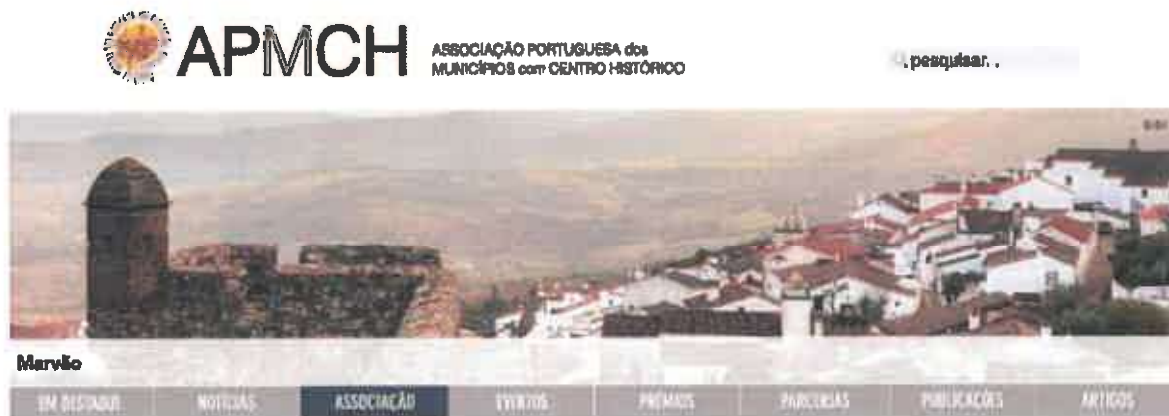 APMCH
ASSOCIAÇÃO PORTUGUESA dos
MUNICÍPIOS com CENTRO HISTÓRICO
pesquisar. .
Marvão
EM DESTAQUE NOTÍCIAS ASSOCIAÇÃO EVENTOS PRÉMIOS PARCERIAS PUBLICAÇÕES ARTIGOS